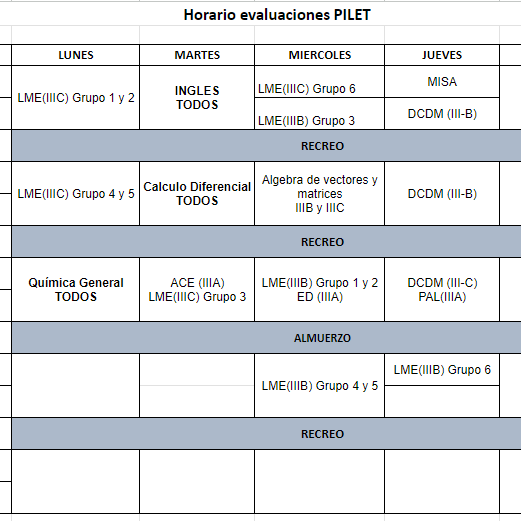 Horario evaluaciones PILET
LUNES MARTES MIERCOLES JUEVES
LME(IIIC) Grupo 1 y 2
INGLES
TODOS
LME(IIIC) Grupo 6
LME(IIIB) Grupo 3
MISA
DCDM (III-B)
RECREO
LME(IIIC) Grupo 4 y 5
Calculo Diferencial
TODOS
Algebra de vectores y
matrices
IIIB y IIIC
DCDM (III-B)
RECREO
Química General
TODOS
ACE (IIIA)
LME(IIIC) Grupo 3
LME(IIIB) Grupo 1 y 2
ED (IIIA)
DCDM (III-C)
PAL(IIIA)
ALMUERZO
LME(IIIB) Grupo 4 y 5
LME(IIIB) Grupo 6
RECREO